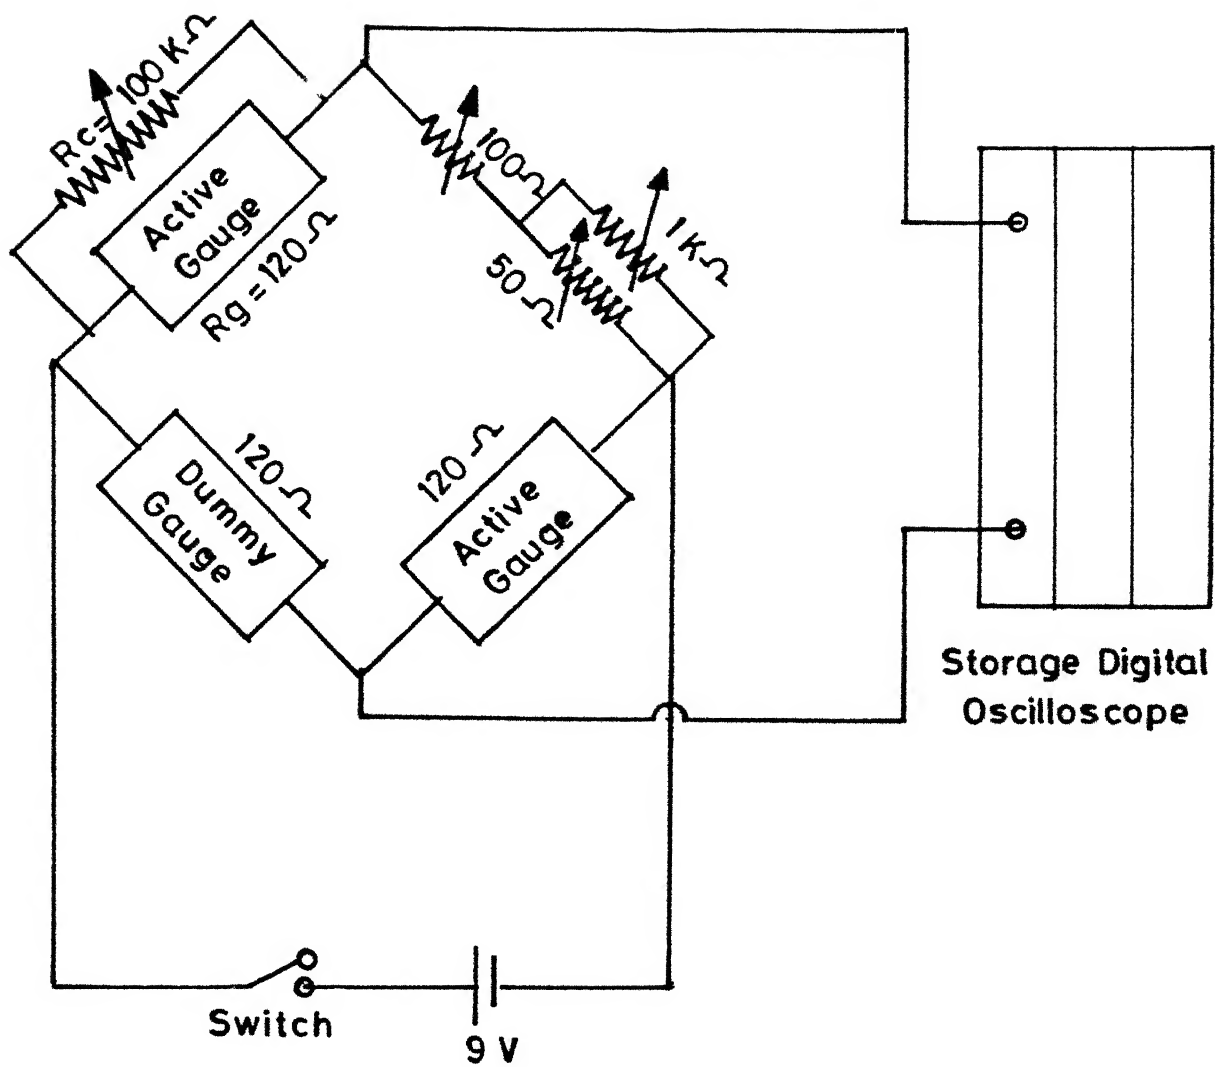 Rc= 100 KΩ
Active
Gauge
Rg = 120Ω
100Ω
1KΩ
50Ω
120Ω
Dummy
Gauge
120Ω
Active
Gauge
Storage Digital
Oscilloscope
Switch
9 V